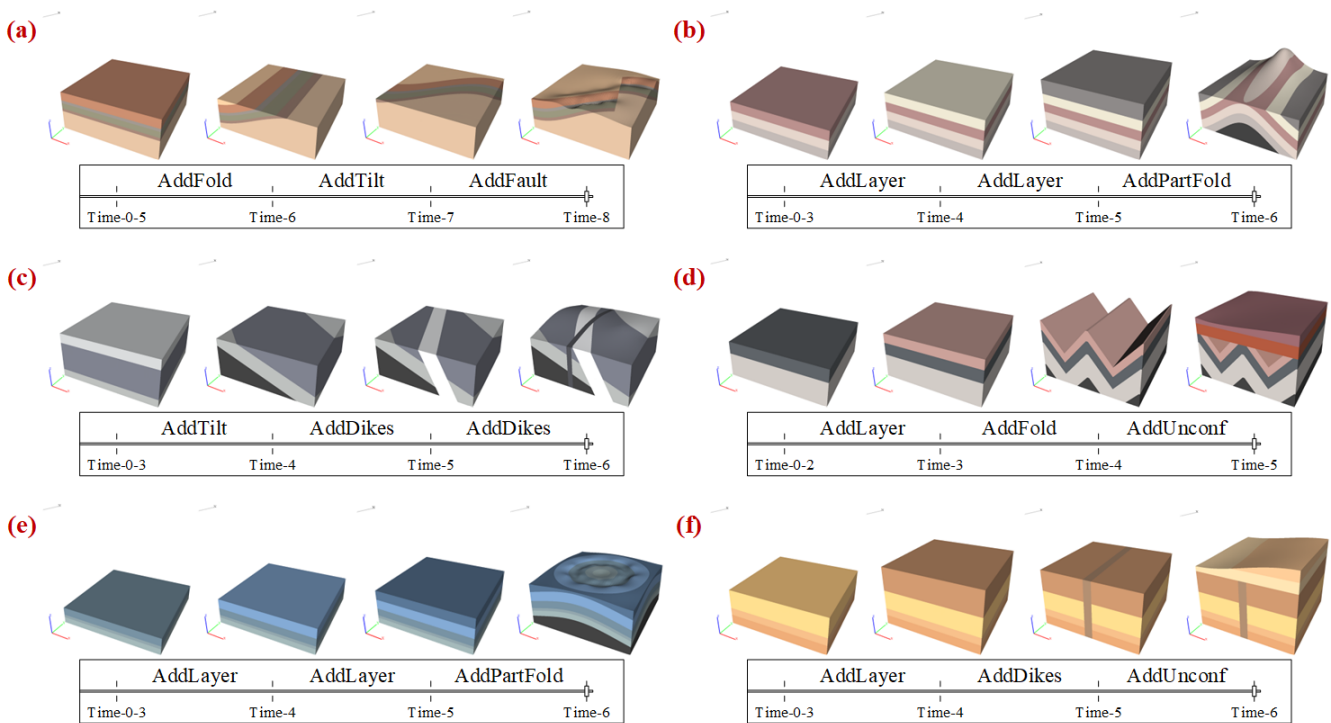 (a)
AddFold AddTilt AddFault
Time-0-5 Time-6 Time-7 Time-8
(b)
AddLayer AddLayer AddPartFold
Time-0-3 Time-4 Time-5 Time-6
(c)
AddTilt AddDikes AddDikes
Time-0-3 Time-4 Time-5 Time-6
(d)
AddLayer AddFold AddUnconf
Time-0-2 Time-3 Time-4 Time-5
(e)
AddLayer AddLayer AddPartFold
Time-0-3 Time-4 Time-5 Time-6
(f)
AddLayer AddDikes AddUnconf
Time-0-3 Time-4 Time-5 Time-6